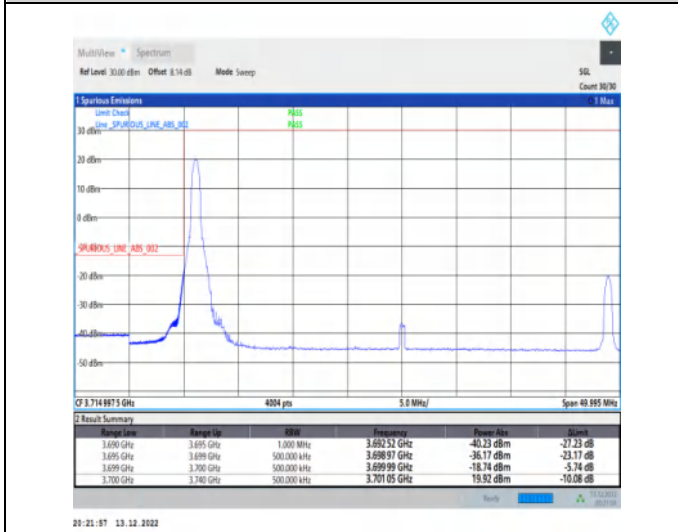 MultiView Spectrum
Ref Level 30.00 dBm Offset 8.14 dB Mode Sweep SGL
Count 30/30
1 Spurious Emissions 1 Max
Limit Check PASS
Line _SPURIOUS_LINE_ABS_002 PASS
30 dBm
20 dBm
10 dBm
0 dBm
_SPURIOUS_LINE_ABS_002
-20 dBm
-30 dBm
-40 dBm
-50 dBm
CF 3.714 997 5 GHz 4004 pts 5.0 MHz/ Span 49.995 MHz
2 Result Summary
Range Low Range Up RBW Frequency Power Abs ΔLimit
3.690 GHz 3.695 GHz 1.000 MHz 3.692 52 GHz -40.23 dBm -27.23 dB
3.695 GHz 3.699 GHz 500.000 kHz 3.698 97 GHz -36.17 dBm -23.17 dB
3.699 GHz 3.700 GHz 500.000 kHz 3.699 99 GHz -18.74 dBm -5.74 dB
3.700 GHz 3.740 GHz 500.000 kHz 3.701 05 GHz 19.92 dBm -10.08 dB
Ready
20:21:57 13.12.2022